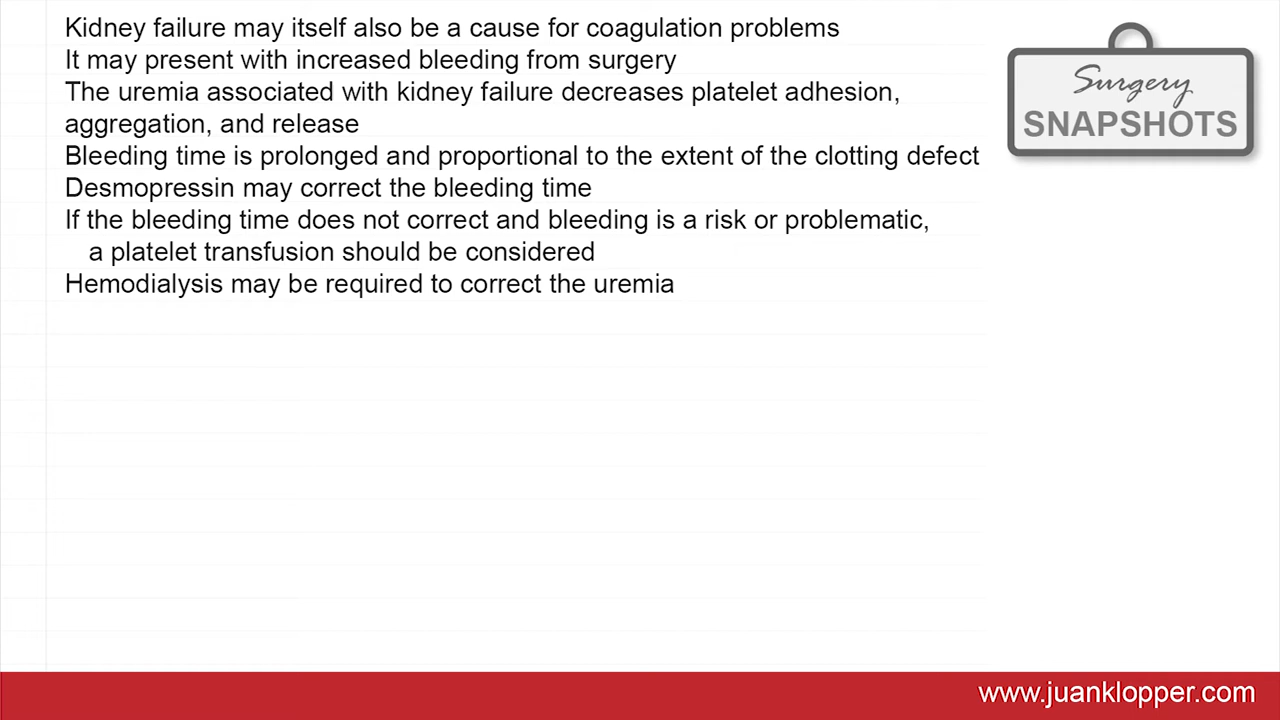 Kidney failure may itself also be a cause for coagulation problems
It may present with increased bleeding from surgery
The uremia associated with kidney failure decreases platelet adhesion,
aggregation, and release
Bleeding time is prolonged and proportional to the extent of the clotting defect
Desmopressin may correct the bleeding time
If the bleeding time does not correct and bleeding is a risk or problematic,
a platelet transfusion should be considered
Hemodialysis may be required to correct the uremia
Surgery
SNAPSHOTS
www.juanklopper.com